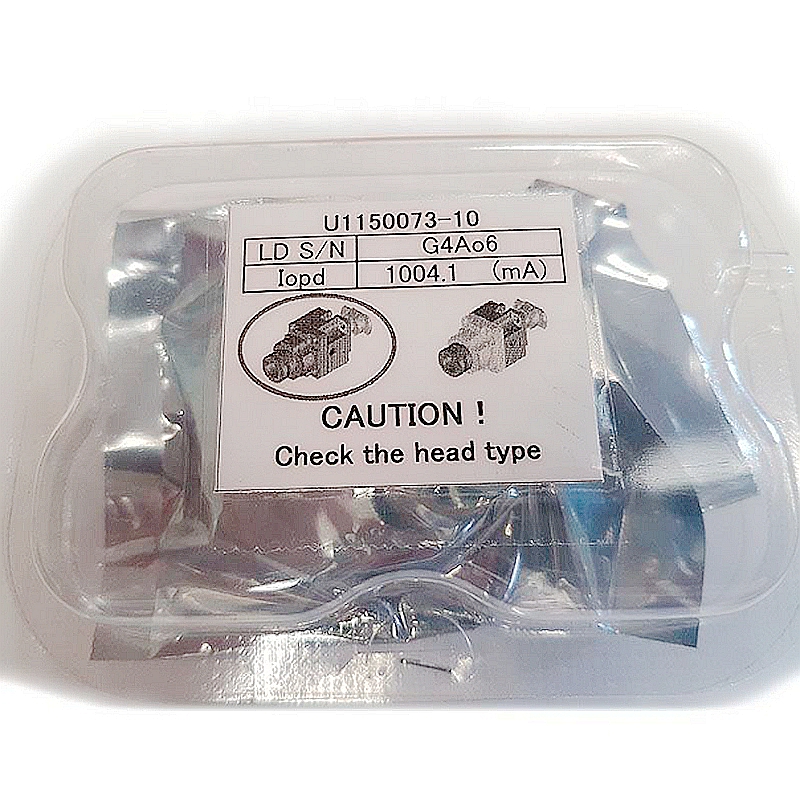 U1150073-10
LD S/N G4Ao6
Iopd 1004.1 (mA)
CAUTION !
Check the head type